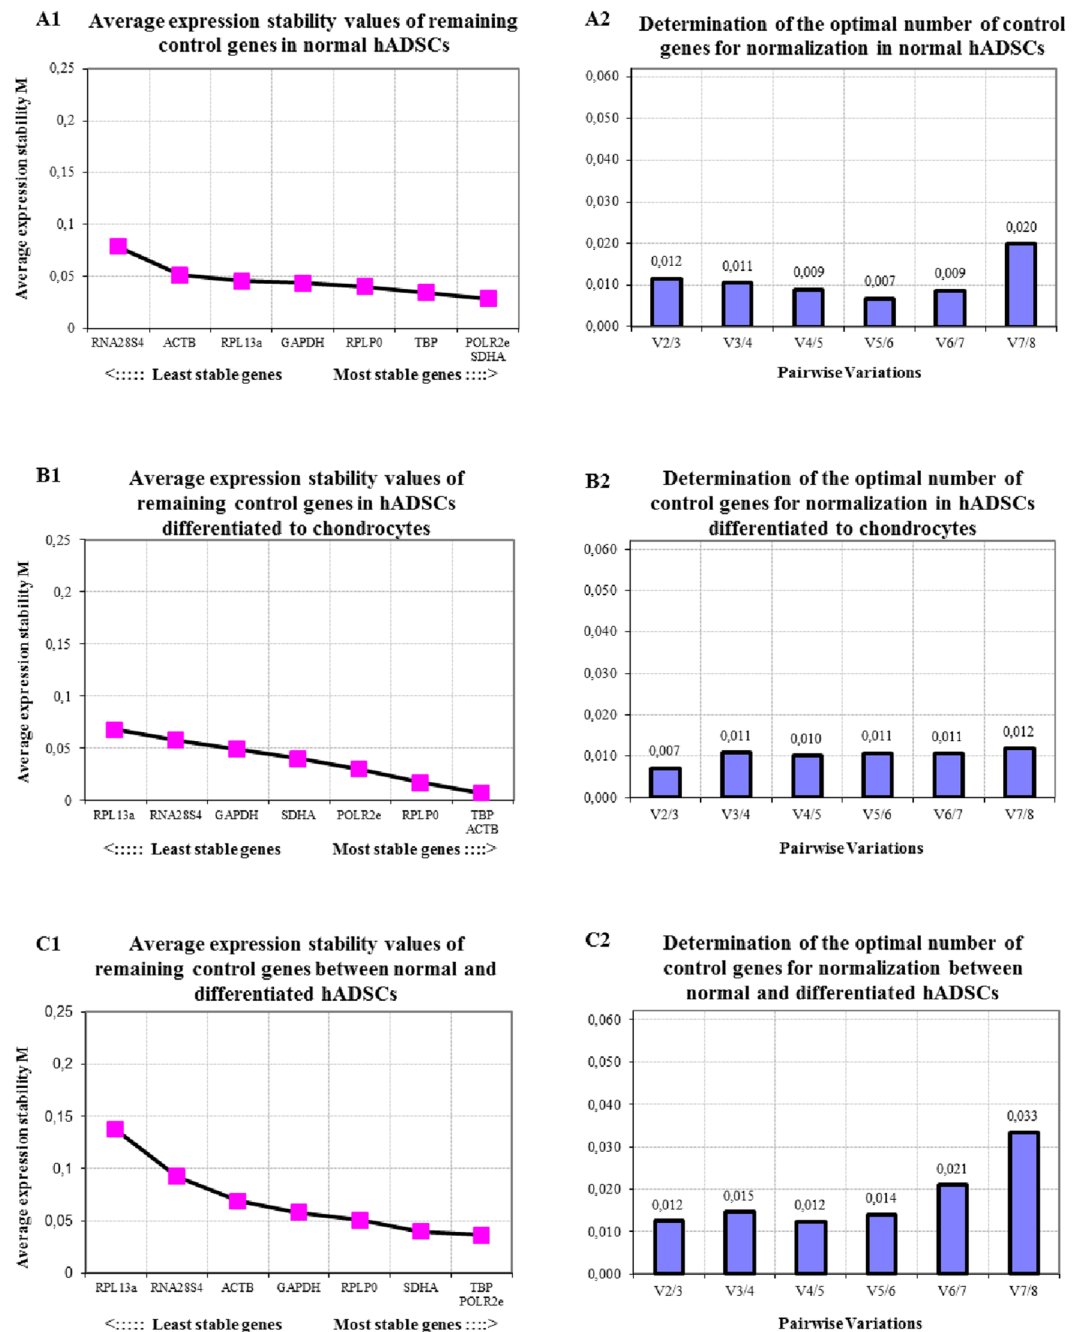 A1
Average expression stability values of remaining
control genes in normal hADSCs
Average expression stability M
0,25
0,2
0,15
0,1
0,05
0
RNA28S4 ACTB RPL13a GAPDH RPLP0 TBP POLR2e
SDHA
<::::: Least stable genes Most stable genes ::::>
A2
Determination of the optimal number of control
genes for normalization in normal hADSCs
0,060
0,050
0,040
0,030
0,020
0,010
0,000
0,012 0,011 0,009 0,007 0,009 0,020
V2/3 V3/4 V4/5 V5/6 V6/7 V7/8
Pairwise Variations
B1
Average expression stability values of
remaining control genes in hADSCs
differentiated to chondrocytes
Average expression stability M
0,25
0,2
0,15
0,1
0,05
0
RPL13a RNA28S4 GAPDH SDHA POLR2e RPLP0 TBP
ACTB
<::::: Least stable genes Most stable genes ::::>
B2
Determination of the optimal number of
control genes for normalization in hADSCs
differentiated to chondrocytes
0,060
0,050
0,040
0,030
0,020
0,010
0,000
0,007 0,011 0,010 0,011 0,011 0,012
V2/3 V3/4 V4/5 V5/6 V6/7 V7/8
Pairwise Variations
C1
Average expression stability values of
remaining control genes between normal and
differentiated hADSCs
Average expression stability M
0,25
0,2
0,15
0,1
0,05
0
RPL13a RNA28S4 ACTB GAPDH RPLP0 SDHA TBP
POLR2e
<::::: Least stable genes Most stable genes ::::>
C2
Determination of the optimal number of
control genes for normalization between
normal and differentiated hADSCs
0,060
0,050
0,040
0,030
0,020
0,010
0,000
0,012 0,015 0,012 0,014 0,021 0,033
V2/3 V3/4 V4/5 V5/6 V6/7 V7/8
Pairwise Variations